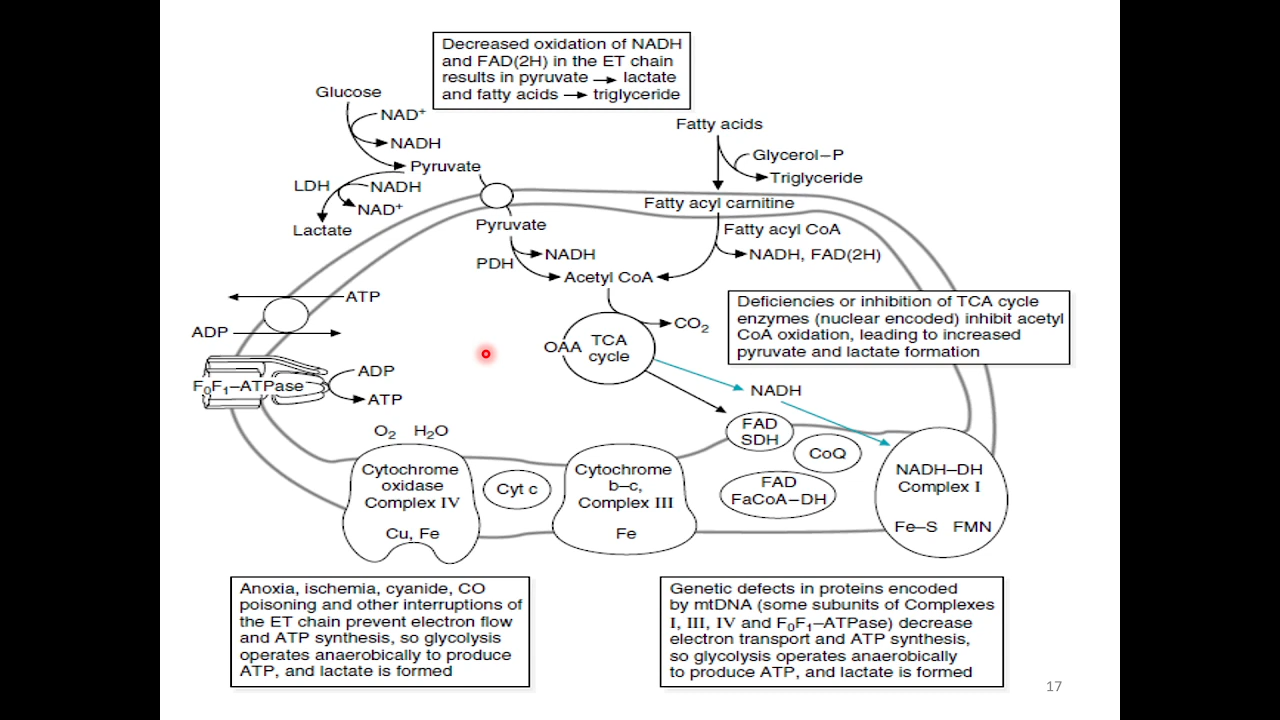 Decreased oxidation of NADH
and FAD(2H) in the ET chain
results in pyruvate → lactate
and fatty acids → triglyceride
Glucose
NAD⁺
NADH
Pyruvate
LDH
NADH
NAD⁺
Lactate
Fatty acids
Glycerol–P
Triglyceride
Fatty acyl carnitine
Pyruvate
Fatty acyl CoA
NADH
NADH, FAD(2H)
PDH
Acetyl CoA
ATP
ADP
CO₂
OAA
TCA
cycle
Deficiencies or inhibition of TCA cycle
enzymes (nuclear encoded) inhibit acetyl
CoA oxidation, leading to increased
pyruvate and lactate formation
F₀F₁–ATPase
ADP
ATP
NADH
O₂ H₂O
FAD
SDH
CoQ
Cytochrome
oxidase
Complex IV
Cu, Fe
Cyt c
Cytochrome
b–c,
Complex III
Fe
FAD
FaCoA–DH
NADH–DH
Complex I
Fe–S FMN
Anoxia, ischemia, cyanide, CO
poisoning and other interruptions of
the ET chain prevent electron flow
and ATP synthesis, so glycolysis
operates anaerobically to produce
ATP, and lactate is formed
Genetic defects in proteins encoded
by mtDNA (some subunits of Complexes
I, III, IV and F₀F₁–ATPase) decrease
electron transport and ATP synthesis,
so glycolysis operates anaerobically
to produce ATP, and lactate is formed
17